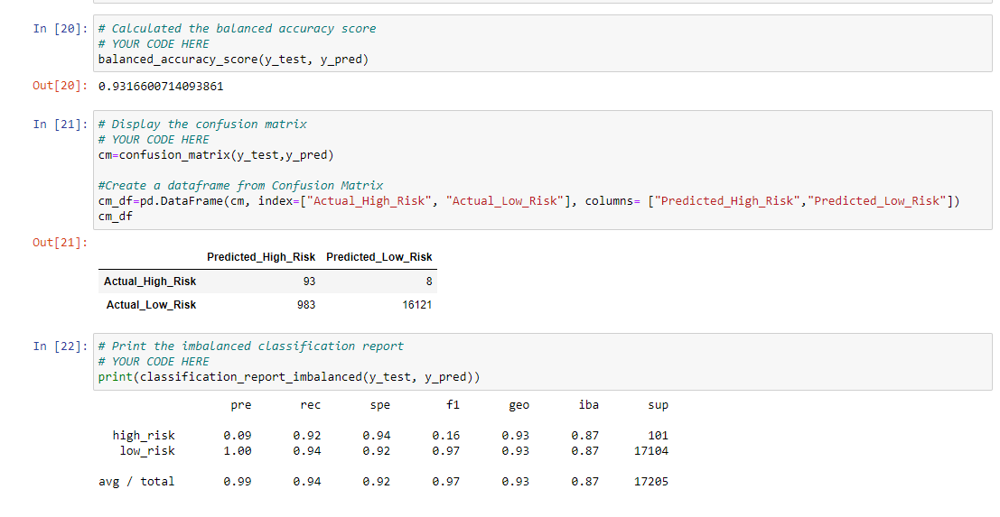 In [20]: # Calculated the balanced accuracy score
# YOUR CODE HERE
balanced_accuracy_score(y_test, y_pred)
Out[20]: 0.9316600714093861
In [21]: # Display the confusion matrix
# YOUR CODE HERE
cm=confusion_matrix(y_test,y_pred)
#Create a dataframe from Confusion Matrix
cm_df=pd.DataFrame(cm, index=["Actual_High_Risk", "Actual_Low_Risk"], columns= ["Predicted_High_Risk","Predicted_Low_Risk"])
cm_df
Out[21]:
Predicted_High_Risk Predicted_Low_Risk
Actual_High_Risk 93 8
Actual_Low_Risk 983 16121
In [22]: # Print the imbalanced classification report
# YOUR CODE HERE
print(classification_report_imbalanced(y_test, y_pred))
pre rec spe f1 geo iba sup
high_risk 0.09 0.92 0.94 0.16 0.93 0.87 101
low_risk 1.00 0.94 0.92 0.97 0.93 0.87 17104
avg / total 0.99 0.94 0.92 0.97 0.93 0.87 17205